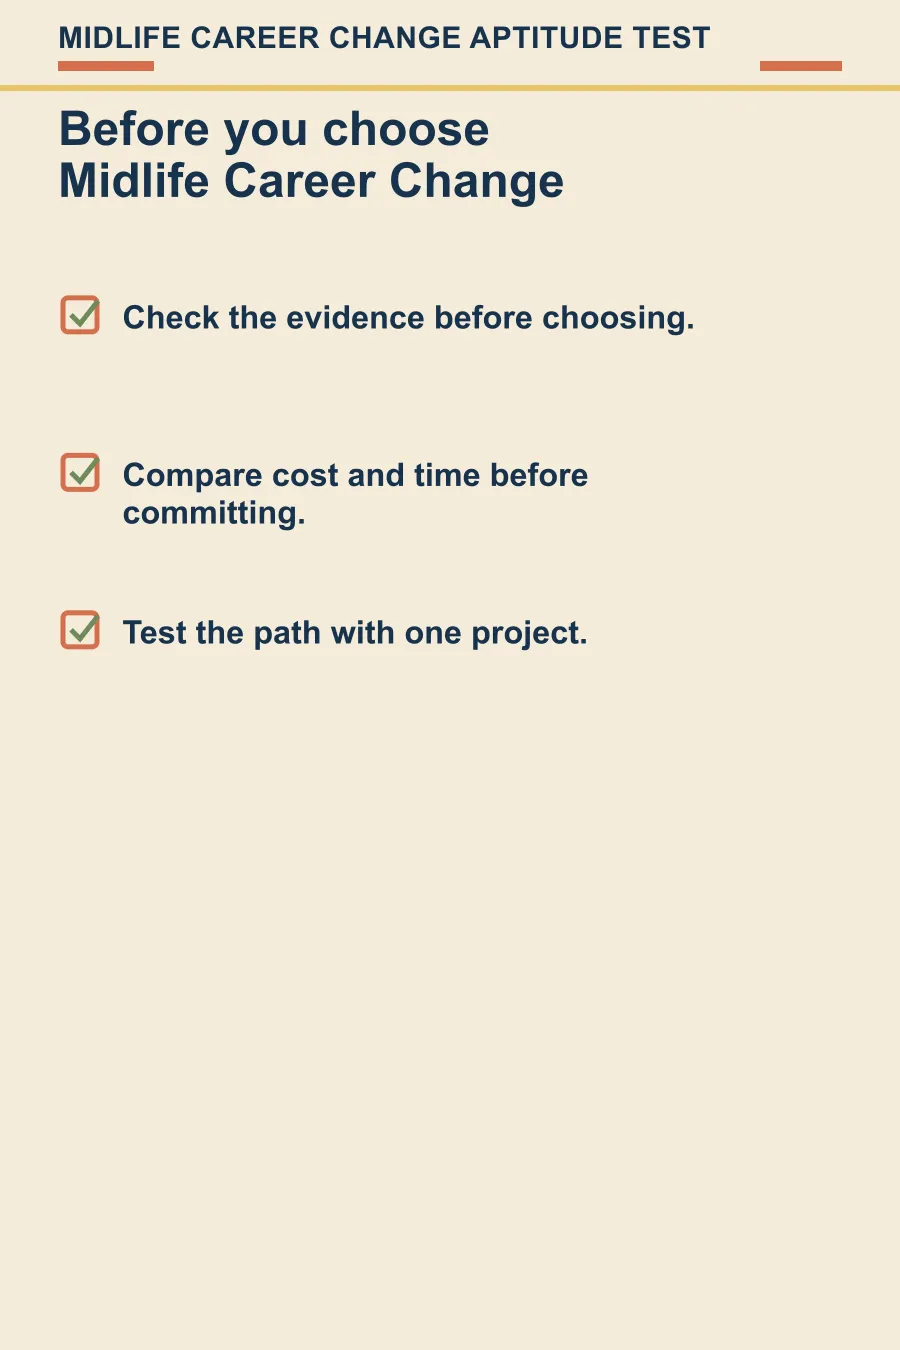 MIDLIFE CAREER CHANGE APTITUDE TEST
Before you choose
Midlife Career Change
Check the evidence before choosing.
Compare cost and time before
committing.
Test the path with one project.